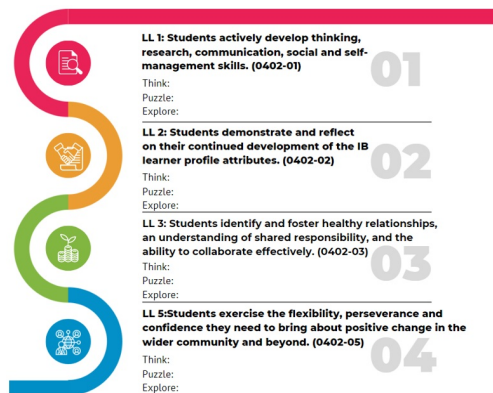 LL 1: Students actively develop thinking,
research, communication, social and self-
management skills. (0402-01)
01
Think:
Puzzle:
Explore:
LL 2: Students demonstrate and reflect
on their continued development of the IB
learner profile attributes. (0402-02)
02
Think:
Puzzle:
Explore:
LL 3: Students identify and foster healthy relationships,
an understanding of shared responsibility, and the
ability to collaborate effectively. (0402-03)
03
Think:
Puzzle:
Explore:
LL 5:Students exercise the flexibility, perseverance and
confidence they need to bring about positive change in the
wider community and beyond. (0402-05)
04
Think:
Puzzle:
Explore: